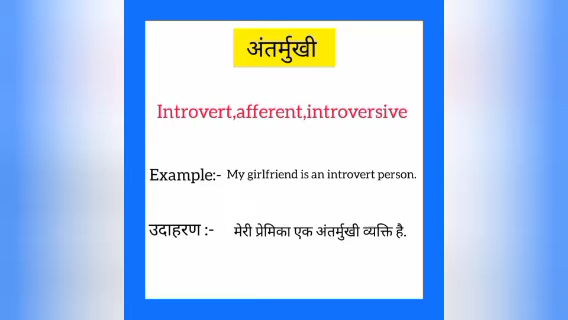 अंतर्मुखी
Introvert,afferent,introversive
Example:- My girlfriend is an introvert person.
उदाहरण :- मेरी प्रेमिका एक अंतर्मुखी व्यक्ति है.